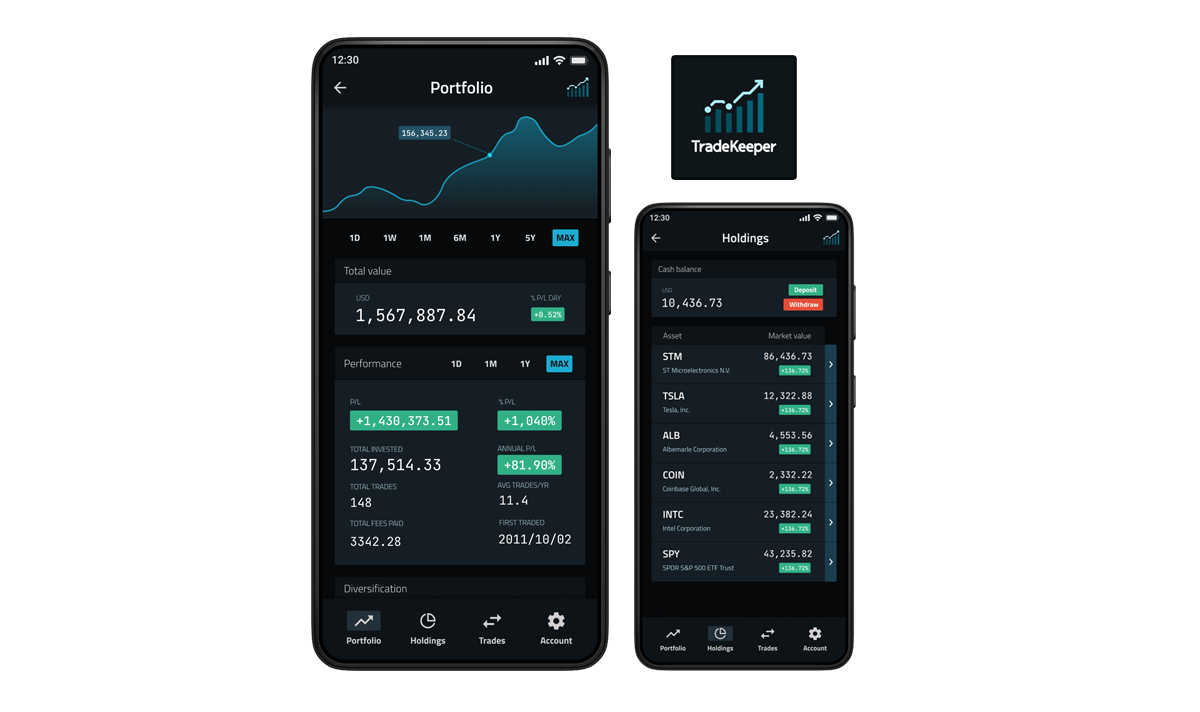 12:30
Portfolio
156,345.23
1D 1W 1M 6M 1Y 5Y MAX
Total value
USD % P/L DAY
1,567,887.84 +0.52%
Performance 1D 1M 1Y MAX
P/L % P/L
+1,430,373.51 +1,040%
TOTAL INVESTED ANNUAL P/L
137,514.33 +81.90%
TOTAL TRADES AVG TRADES/YR
148 11.4
TOTAL FEES PAID FIRST TRADED
3342.28 2011/10/02
Diversification
Portfolio Holdings Trades Account
TradeKeeper
12:30
Holdings
Cash balance
USD Deposit
10,436.73 Withdraw
Asset Market value
STM 86,436.73
ST Microelectronics N.V. +136.72%
TSLA 12,322.88
Tesla, Inc. +136.72%
ALB 4,553.56
Albemarle Corporation +136.72%
COIN 2,332.22
Coinbase Global, Inc. +136.72%
INTC 23,382.24
Intel Corporation +136.72%
SPY 43,235.82
SPDR S&P 500 ETF Trust +136.72%
Portfolio Holdings Trades Account